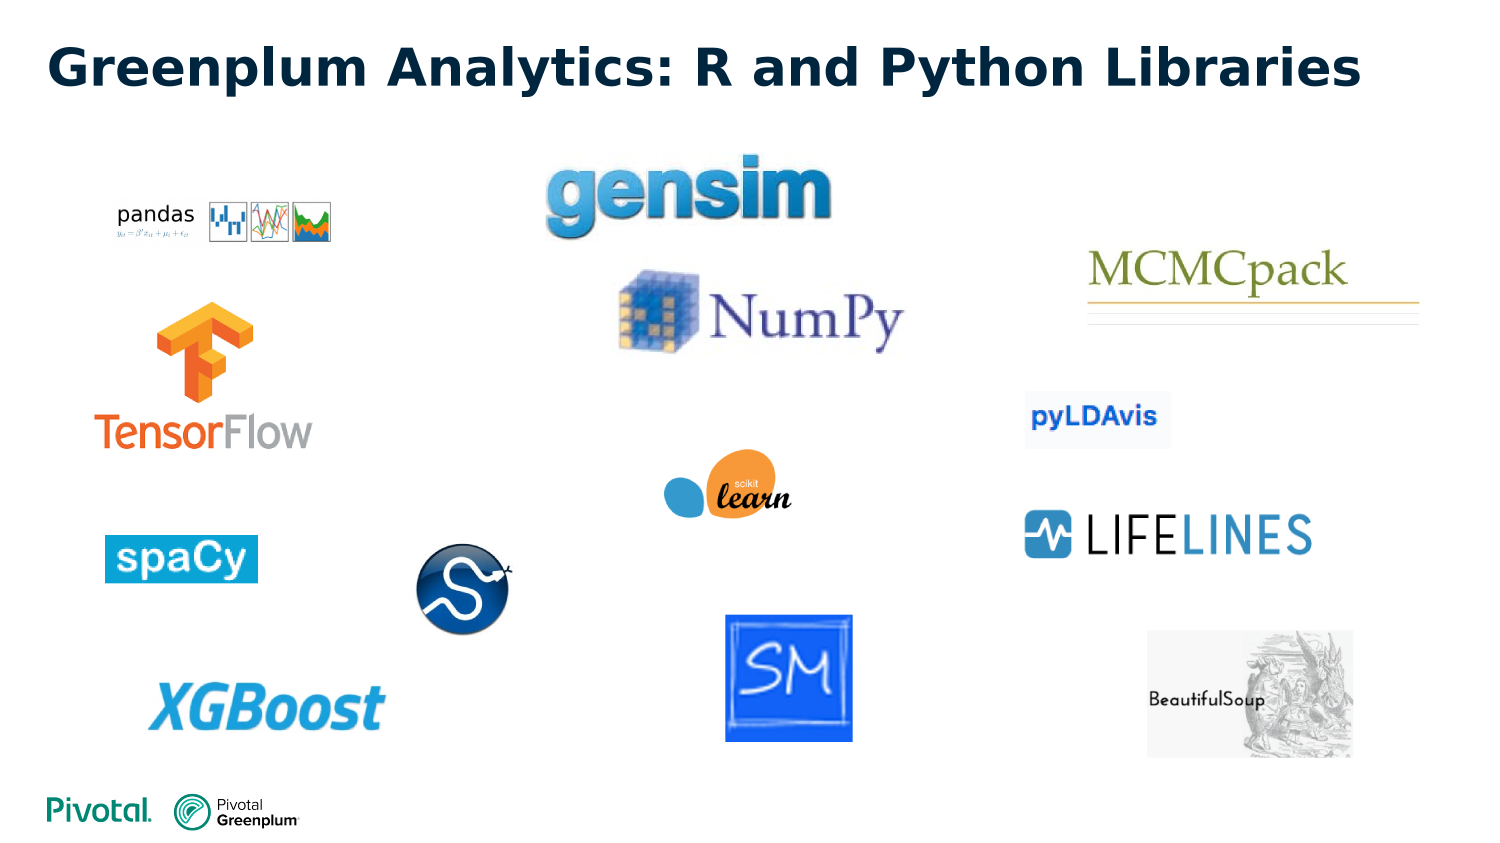 Greenplum Analytics: R and Python Libraries
gensim
pandas
MCMCpack
NumPy
TensorFlow
pyLDAvis
scikit
learn
LIFELINES
spaCy
SM
BeautifulSoup
XGBoost
Pivotal
Pivotal
Greenplum